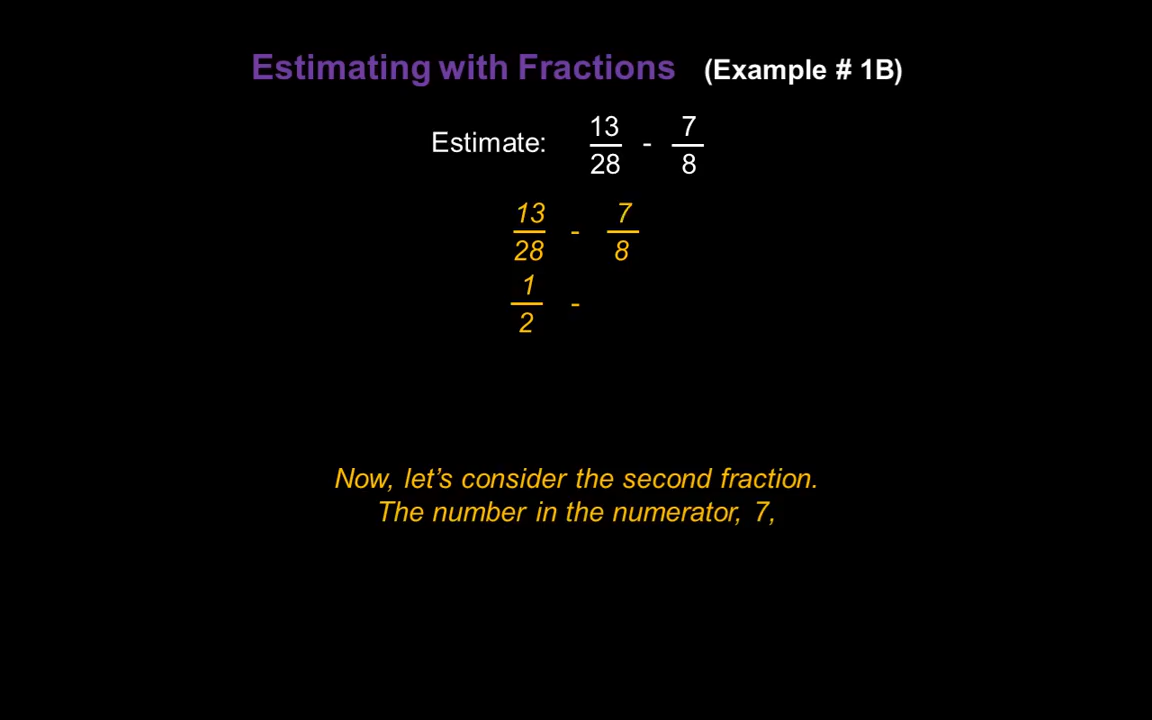 Estimating with Fractions (Example # 1B)
Estimate: 13/28 - 7/8
13/28 - 7/8
1/2 -
Now, let’s consider the second fraction.
The number in the numerator, 7,